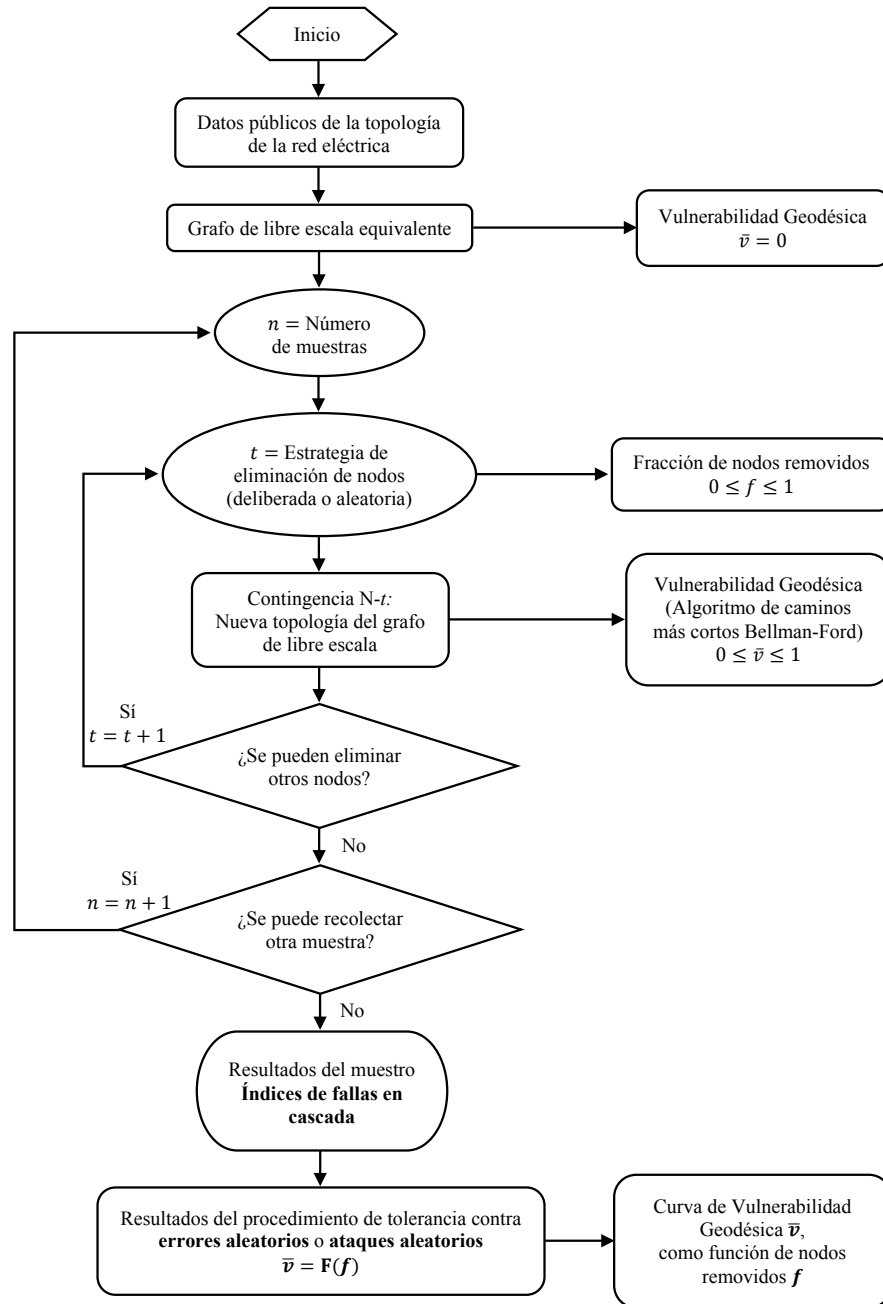 Inicio
Datos públicos de la topología
de la red eléctrica
Grafo de libre escala equivalente
Vulnerabilidad Geodésica
v̄ = 0
n = Número
de muestras
t = Estrategia de
eliminación de nodos
(deliberada o aleatoria)
Fracción de nodos removidos
0 ≤ f ≤ 1
Contingencia N-t:
Nueva topología del grafo
de libre escala
Vulnerabilidad Geodésica
(Algoritmo de caminos
más cortos Bellman-Ford)
0 ≤ v̄ ≤ 1
Sí
t = t + 1
¿Se pueden eliminar
otros nodos?
No
Sí
n = n + 1
¿Se puede recolectar
otra muestra?
No
Resultados del muestro
Índices de fallas en
cascada
Resultados del procedimiento de tolerancia contra
errores aleatorios o ataques aleatorios
v̄ = F(f)
Curva de Vulnerabilidad
Geodésica v̄,
como función de nodos
removidos f